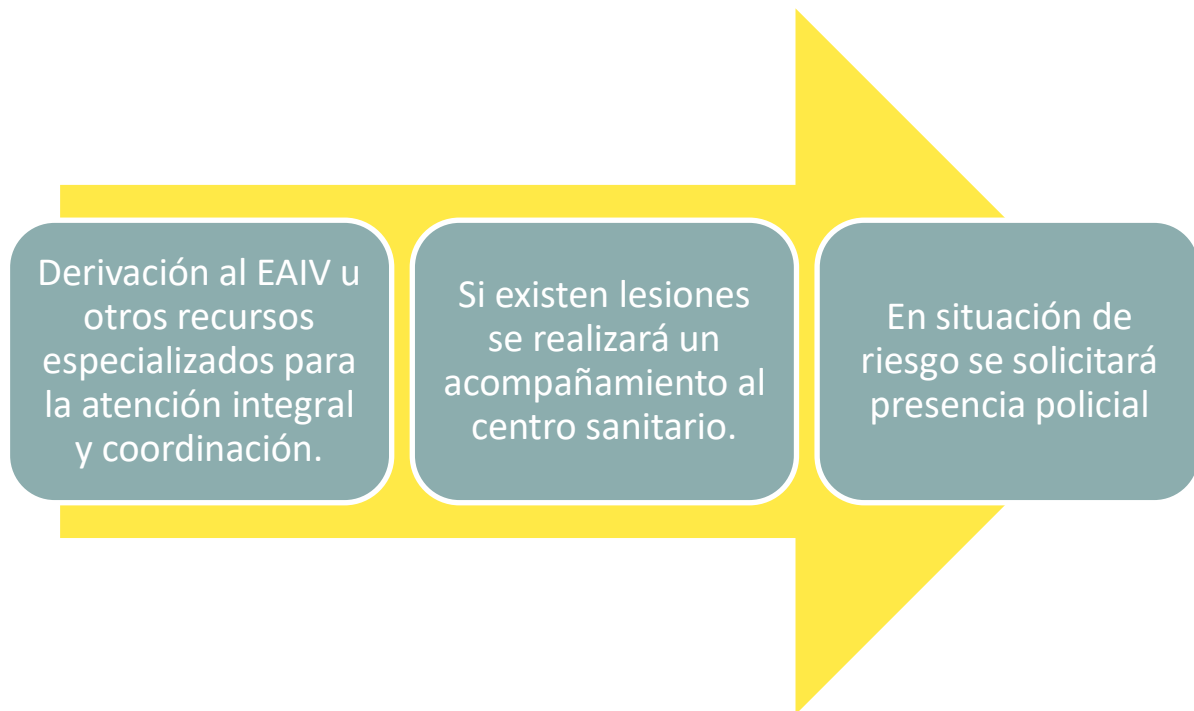 Derivación al EAIV u
otros recursos
especializados para
la atención integral
y coordinación.
Si existen lesiones
se realizará un
acompañamiento al
centro sanitario.
En situación de
riesgo se solicitará
presencia policial